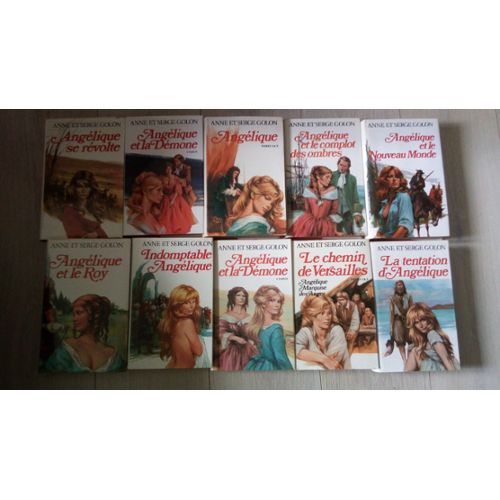 ANNE ET SERGE GOLON
Angélique
se révolte
ANNE ET SERGE GOLON
Angélique
et la Démone
ANNE ET SERGE GOLON
Angélique
ANNE ET SERGE GOLON
Angélique
et le complot
des ombres
ANNE ET SERGE GOLON
Angélique
et le
Nouveau Monde
ANNE ET SERGE GOLON
Angélique
et le Roy
ANNE ET SERGE GOLON
Indomptable
Angélique
ANNE ET SERGE GOLON
Angélique
et la Démone
ANNE ET SERGE GOLON
Le chemin
de Versailles
Angélique
Marquise
des Anges
ANNE ET SERGE GOLON
La tentation
d'Angélique